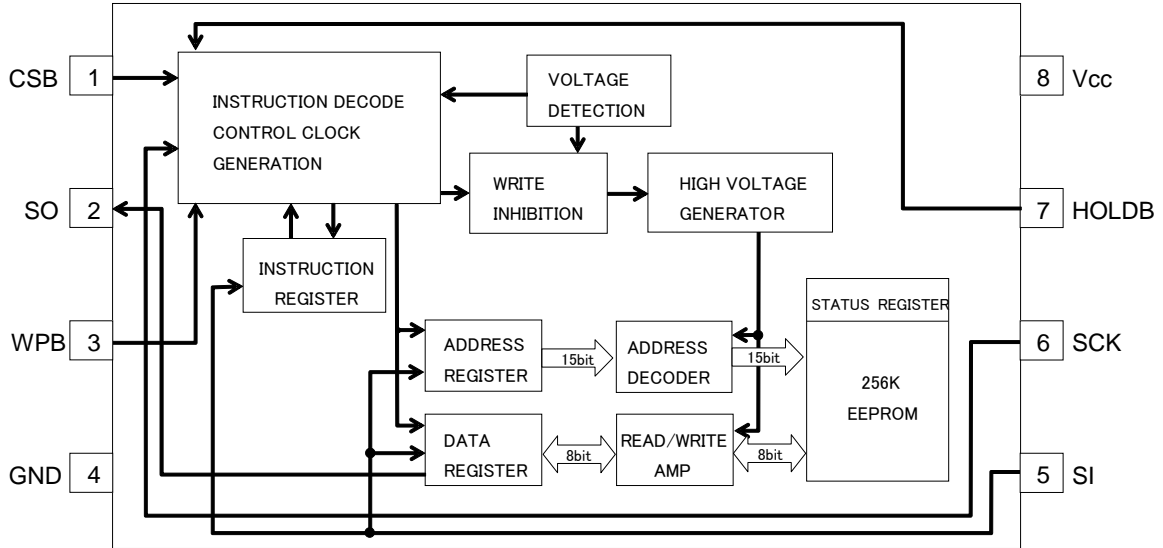 CSB 1
SO 2
WPB 3
GND 4
INSTRUCTION DECODE
CONTROL CLOCK
GENERATION
VOLTAGE
DETECTION
WRITE
INHIBITION
HIGH VOLTAGE
GENERATOR
INSTRUCTION
REGISTER
ADDRESS
REGISTER
15bit
ADDRESS
DECODER
15bit
STATUS REGISTER
256K
EEPROM
DATA
REGISTER
8bit
READ/WRITE
AMP
8bit
8 Vcc
7 HOLDB
6 SCK
5 SI